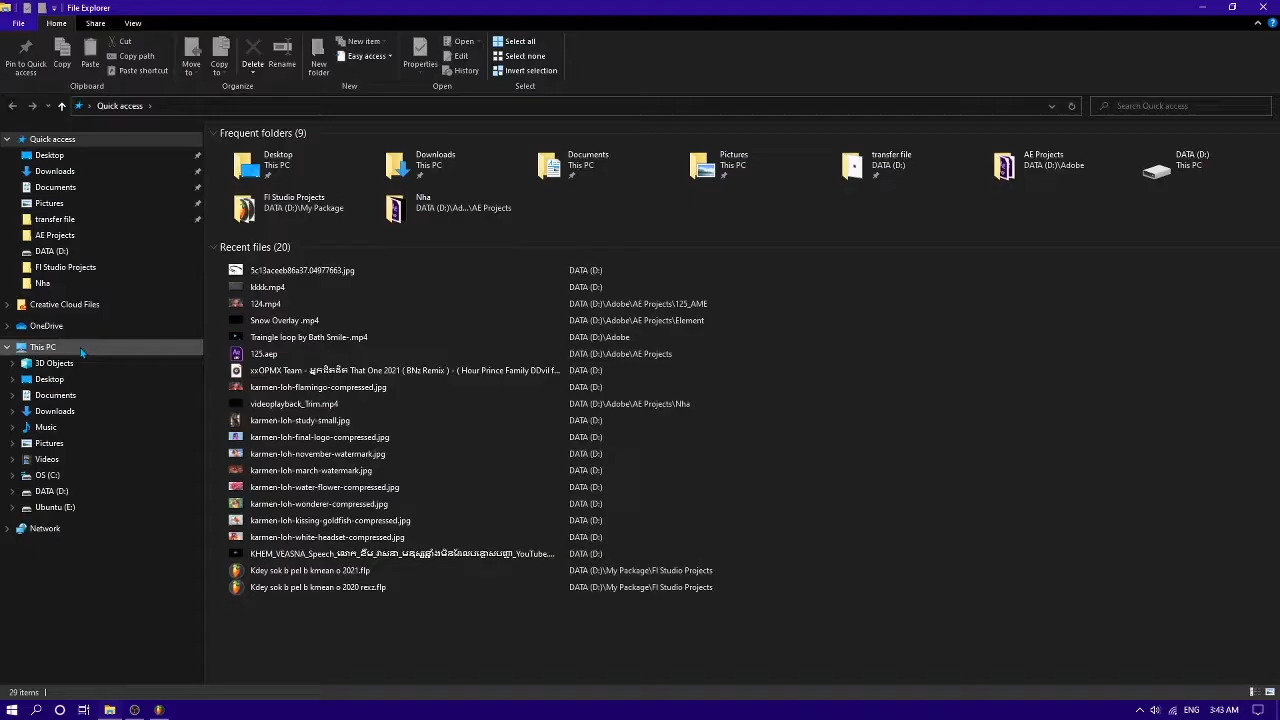 File Explorer
File Home Share View
Pin to Quick access
Copy
Paste
Cut
Copy path
Paste shortcut
Clipboard
Move to
Copy to
Delete
Rename
Organize
New folder
New item
Easy access
New
Properties
Open
Edit
History
Open
Select all
Select none
Invert selection
Select
Quick access
Search Quick access
Quick access
Desktop
Downloads
Documents
Pictures
transfer file
AE Projects
DATA (D:)
Fl Studio Projects
Nha
Creative Cloud Files
OneDrive
This PC
3D Objects
Desktop
Documents
Downloads
Music
Pictures
Videos
OS (C:)
DATA (D:)
Ubuntu (E:)
Network
Frequent folders (9)
Desktop
This PC
Downloads
This PC
Documents
This PC
Pictures
This PC
transfer file
DATA (D:)
AE Projects
DATA (D:)\Adobe
DATA (D:)
This PC
Fl Studio Projects
DATA (D:)\My Package
Nha
DATA (D:)\Ad...\AE Projects
Recent files (20)
5c13aceeb86a37.04977663.jpg DATA (D:)
kkkk.mp4 DATA (D:)
124.mp4 DATA (D:)\Adobe\AE Projects\125_AME
Snow Overlay .mp4 DATA (D:)\Adobe\AE Projects\Element
Traingle loop by Bath Smile-.mp4 DATA (D:)\Adobe
125.aep DATA (D:)\Adobe\AE Projects
xxOPMX Team - That One 2021 ( BNz Remix ) - ( Hour Prince Family DDvil f... DATA (D:)
karmen-loh-flamingo-compressed.jpg DATA (D:)
videoplayback_Trim.mp4 DATA (D:)\Adobe\AE Projects\Nha
karmen-loh-study-small.jpg DATA (D:)
karmen-loh-final-logo-compressed.jpg DATA (D:)
karmen-loh-november-watermark.jpg DATA (D:)
karmen-loh-march-watermark.jpg DATA (D:)
karmen-loh-water-flower-compressed.jpg DATA (D:)
karmen-loh-wonderer-compressed.jpg DATA (D:)
karmen-loh-kissing-goldfish-compressed.jpg DATA (D:)
karmen-loh-white-headset-compressed.jpg DATA (D:)
KHEM_VEASNA_Speech_ YouTube.... DATA (D:)
Kdey sok b pel b kmean o 2021.flp DATA (D:)\My Package\Fl Studio Projects
Kdey sok b pel b kmean o 2020 rexz.flp DATA (D:)\My Package\Fl Studio Projects
29 items
ENG 3:43 AM